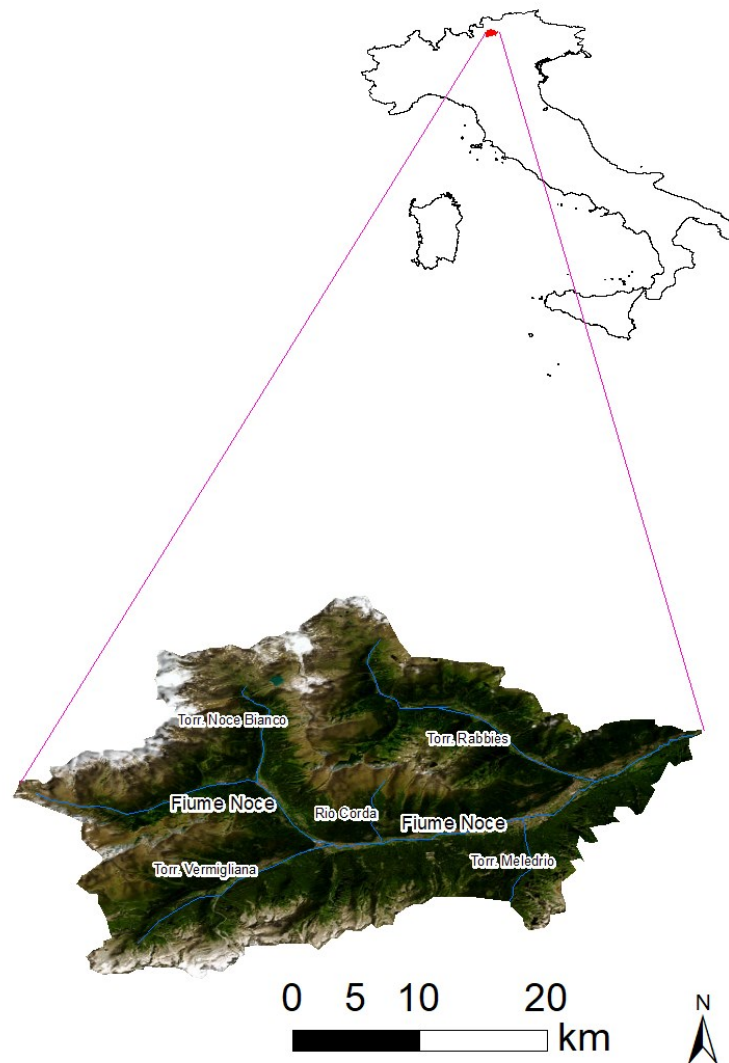 Torr. Noce Bianco
Torr. Rabbies
Fiume Noce
Rio Corda
Fiume Noce
Torr. Vermigliana
Torr. Meledrio
0 5 10 20
km
N